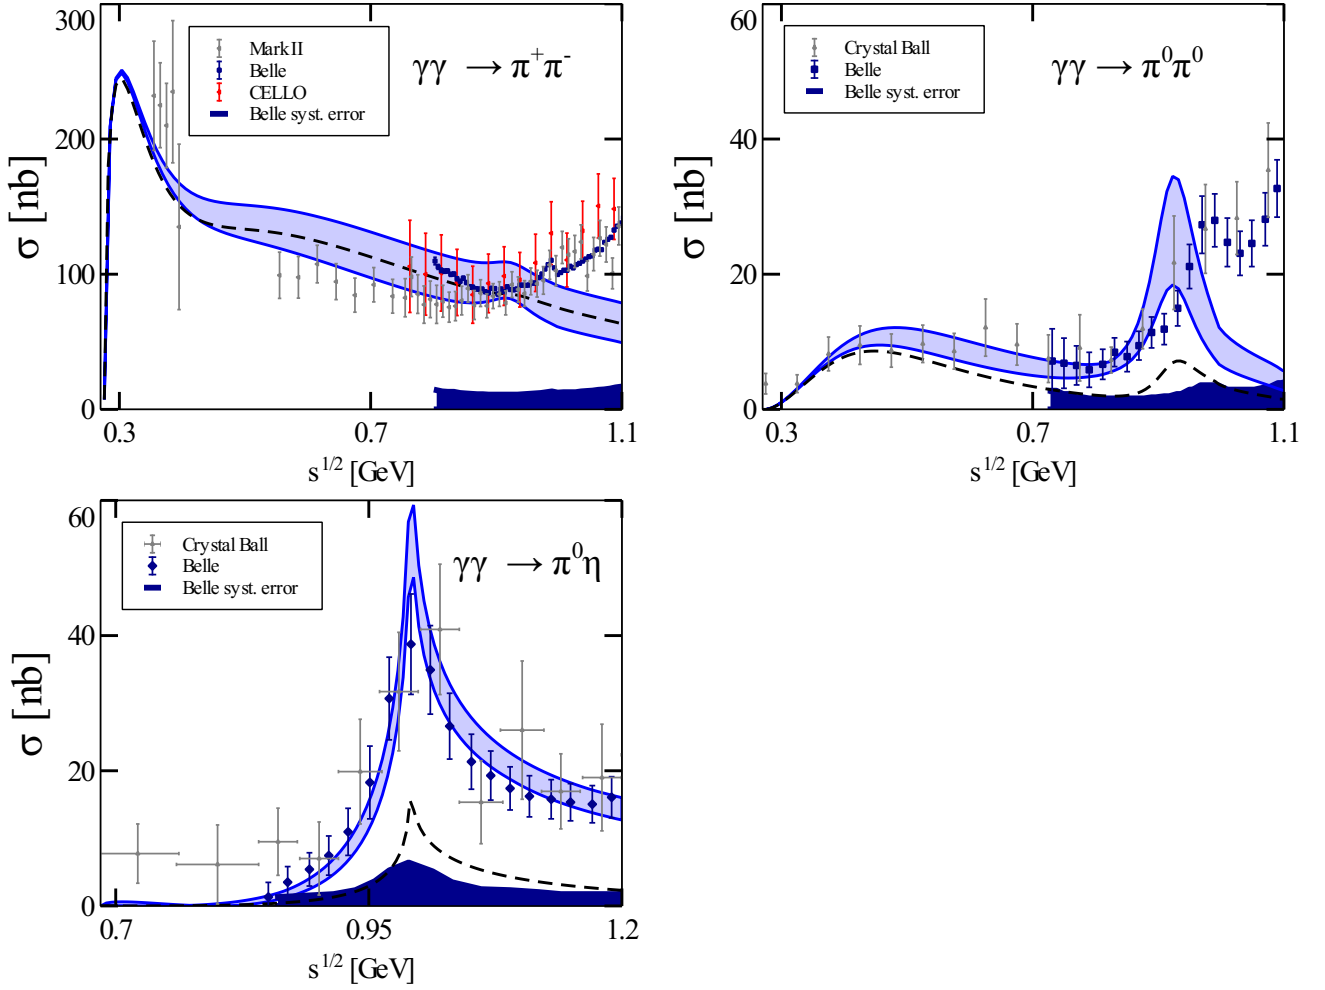 300
200
100
0
0.3 0.7 1.1
σ [nb]
s^1/2 [GeV]
Mark II
Belle
CELLO
Belle syst. error
γγ → π⁺π⁻
60
40
20
0
0.3 0.7 1.1
σ [nb]
s^1/2 [GeV]
Crystal Ball
Belle
Belle syst. error
γγ → π⁰π⁰
60
40
20
0
0.7 0.95 1.2
σ [nb]
s^1/2 [GeV]
Crystal Ball
Belle
Belle syst. error
γγ → π⁰η